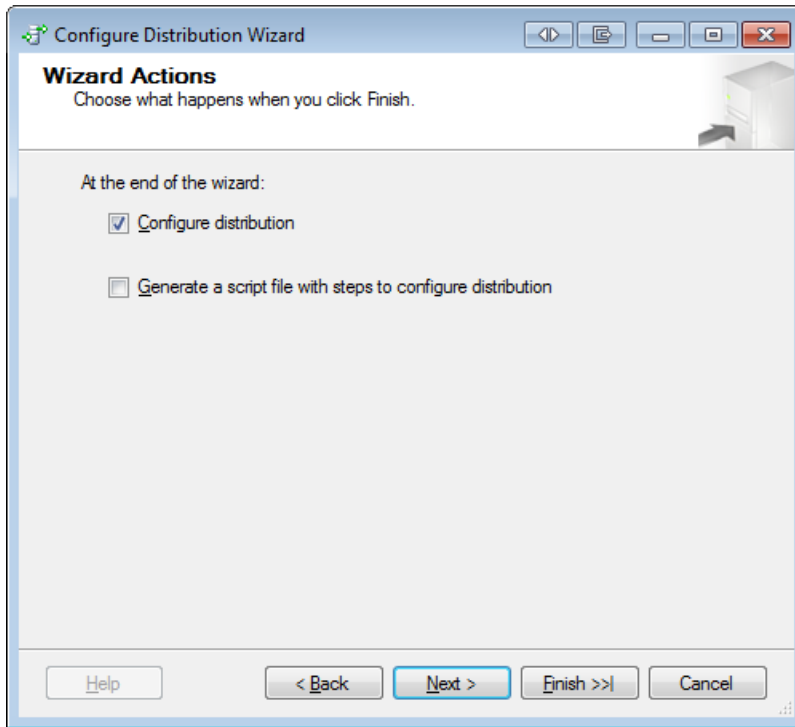 Configure Distribution Wizard
Wizard Actions
Choose what happens when you click Finish.
At the end of the wizard:
Configure distribution
Generate a script file with steps to configure distribution
Help
< Back
Next >
Finish >>|
Cancel